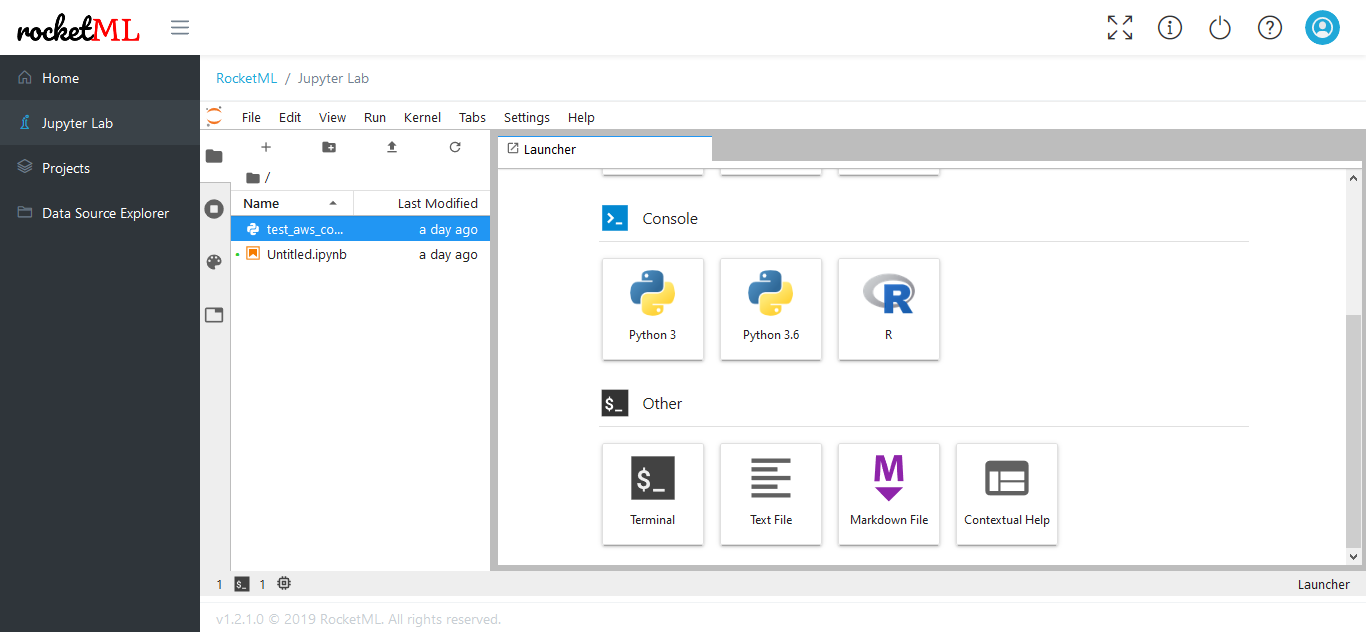 rocketML
Home
Jupyter Lab
Projects
Data Source Explorer
RocketML / Jupyter Lab
File Edit View Run Kernel Tabs Settings Help
/
Name Last Modified
test_aws_co... a day ago
Untitled.ipynb a day ago
Launcher
Console
Python 3 Python 3.6 R
$_ Other
Terminal Text File Markdown File Contextual Help
1 $_ 1 Launcher
v1.2.1.0 © 2019 RocketML. All rights reserved.